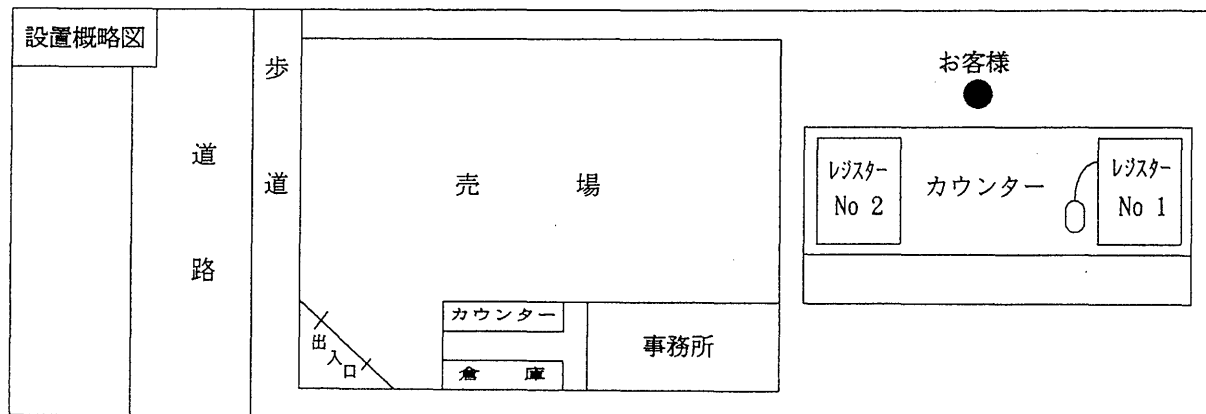 設置概略図
道路
歩道
売場
出入口
カウンター
倉庫
事務所
お客様
レジスター
No 2
カウンター
レジスター
No 1